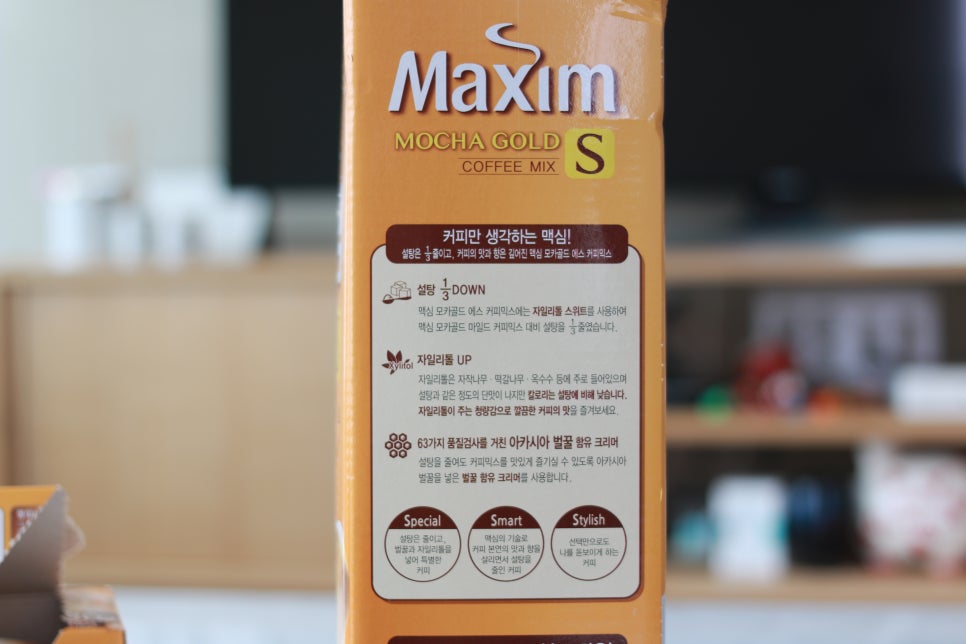 Maxim
MOCHA GOLD S
COFFEE MIX
커피만 생각하는 맥심!
설탕은 1/3 줄이고, 커피의 맛과 향은 깊어진 맥심 모카골드 에스 커피믹스
설탕 1/3 DOWN
맥심 모카골드 에스 커피믹스에는 자일리톨 스위트를 사용하여
맥심 모카골드 마일드 커피믹스 대비 설탕을 1/3 줄였습니다.
Xylitol
자일리톨 UP
자일리톨은 자작나무 · 떡갈나무 · 옥수수 등에 주로 들어있으며
설탕과 같은 정도의 단맛이 나지만 칼로리는 설탕에 비해 낮습니다.
자일리톨이 주는 청량감으로 깔끔한 커피의 맛을 즐겨보세요.
63가지 품질검사를 거친 아카시아 벌꿀 함유 크리머
설탕을 줄여도 커피믹스를 맛있게 즐기실 수 있도록 아카시아
벌꿀을 넣은 벌꿀 함유 크리머를 사용합니다.
Special
설탕은 줄이고,
벌꿀과 자일리톨을
넣어 특별한
커피
Smart
맥심의 기술로
커피 본연의 맛과 향을
살리면서 설탕을
줄인 커피
Stylish
선택만으로도
나를 돋보이게 하는
커피